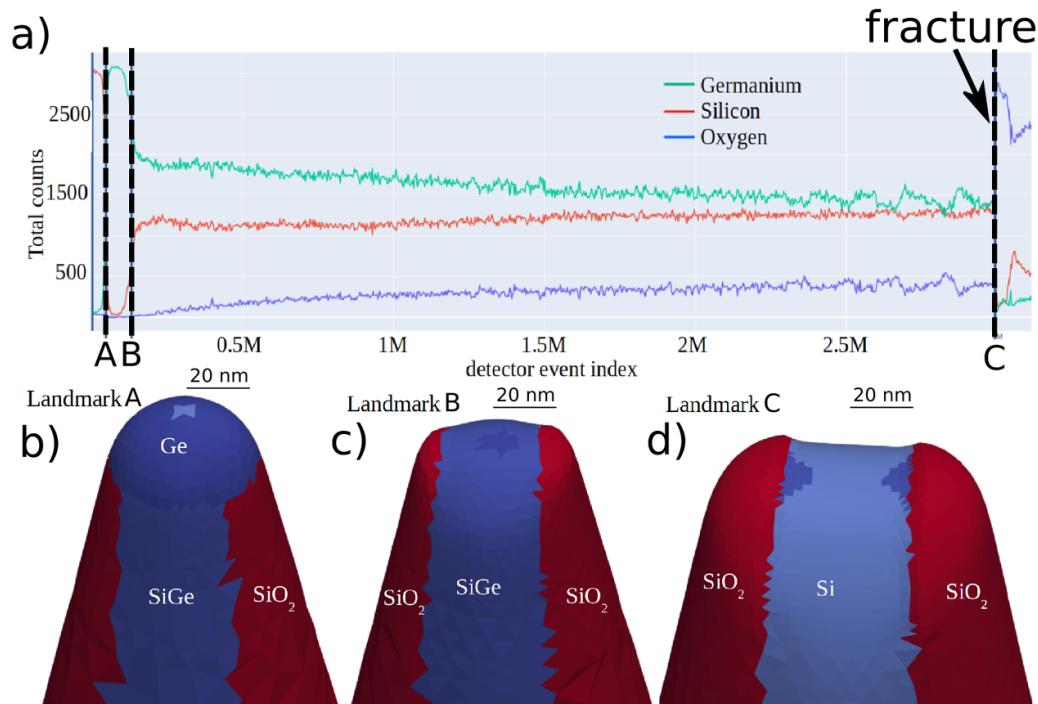 a)
fracture
Total counts
2500
1500
500
Germanium
Silicon
Oxygen
A B
0.5M 1M 1.5M 2M 2.5M
C
detector event index
Landmark A
20 nm
b)
Ge
SiGe
SiO2
Landmark B
20 nm
c)
SiO2
SiGe
SiO2
Landmark C
20 nm
d)
SiO2
Si
SiO2